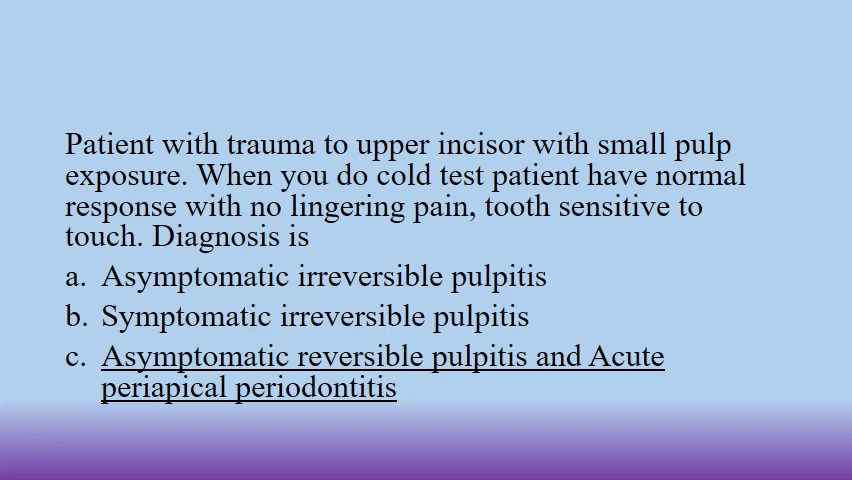 Patient with trauma to upper incisor with small pulp
exposure. When you do cold test patient have normal
response with no lingering pain, tooth sensitive to
touch. Diagnosis is
a. Asymptomatic irreversible pulpitis
b. Symptomatic irreversible pulpitis
c. Asymptomatic reversible pulpitis and Acute
periapical periodontitis